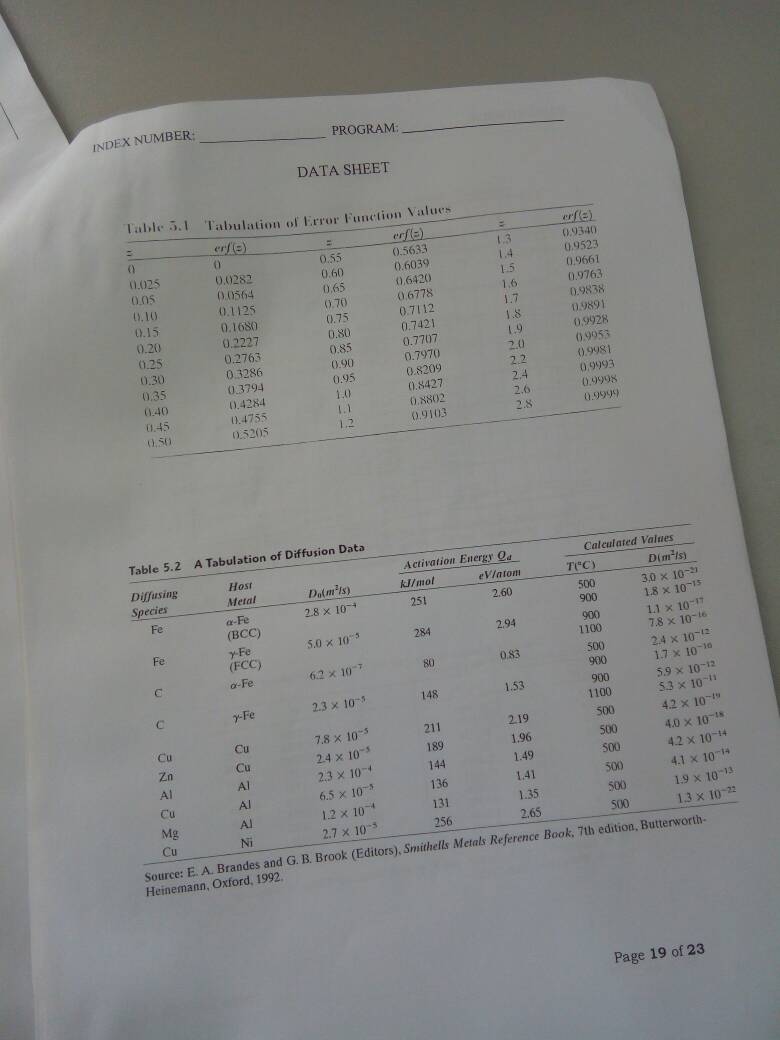 INDEX NUMBER: ____________ PROGRAM: ____________
DATA SHEET
Table 5.1 Tabulation of Error Function Values
z erf(z) z erf(z) z erf(z)
0 0 0.55 0.5633 1.3 0.9340
0.025 0.0282 0.60 0.6039 1.4 0.9523
0.05 0.0564 0.65 0.6420 1.5 0.9661
0.10 0.1125 0.70 0.6778 1.6 0.9763
0.15 0.1680 0.75 0.7112 1.7 0.9838
0.20 0.2227 0.80 0.7421 1.8 0.9891
0.25 0.2763 0.85 0.7707 1.9 0.9928
0.30 0.3286 0.90 0.7970 2.0 0.9953
0.35 0.3794 0.95 0.8209 2.2 0.9981
0.40 0.4284 1.0 0.8427 2.4 0.9993
0.45 0.4755 1.1 0.8802 2.6 0.9998
0.50 0.5205 1.2 0.9103 2.8 0.9999
Table 5.2 A Tabulation of Diffusion Data
Activation Energy Qd Calculated Values
Diffusing Host
Species Metal D₀(m²/s) kJ/mol eV/atom T(°C) D(m²/s)
Fe α-Fe 2.8 × 10⁻⁴ 251 2.60 500 3.0 × 10⁻²¹
(BCC) 900 1.8 × 10⁻¹⁵
Fe γ-Fe 5.0 × 10⁻⁵ 284 2.94 900 1.1 × 10⁻¹⁷
(FCC) 1100 7.8 × 10⁻¹⁶
C α-Fe 6.2 × 10⁻⁷ 80 0.83 500 2.4 × 10⁻¹²
900 1.7 × 10⁻¹⁰
C γ-Fe 2.3 × 10⁻⁵ 148 1.53 900 5.9 × 10⁻¹²
1100 5.3 × 10⁻¹¹
Cu Cu 7.8 × 10⁻⁵ 211 2.19 500 4.2 × 10⁻¹⁹
Zn Cu 2.4 × 10⁻⁵ 189 1.96 500 4.0 × 10⁻¹⁸
Al Al 2.3 × 10⁻⁴ 144 1.49 500 4.2 × 10⁻¹⁴
Cu Al 6.5 × 10⁻⁵ 136 1.41 500 4.1 × 10⁻¹⁴
Mg Al 1.2 × 10⁻⁴ 131 1.35 500 1.9 × 10⁻¹³
Cu Ni 2.7 × 10⁻⁵ 256 2.65 500 1.3 × 10⁻²²
Source: E. A. Brandes and G. B. Brook (Editors), Smithells Metals Reference Book, 7th edition, Butterworth-
Heinemann, Oxford, 1992.
Page 19 of 23